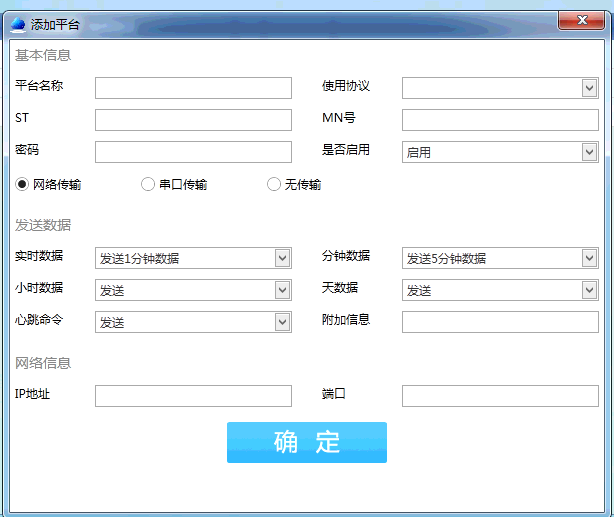 添加平台
基本信息
平台名称 使用协议
ST MN号
密码 是否启用 启用
网络传输 串口传输 无传输
发送数据
实时数据 发送1分钟数据 分钟数据 发送5分钟数据
小时数据 发送 天数据 发送
心跳命令 发送 附加信息
网络信息
IP地址 端口
确 定